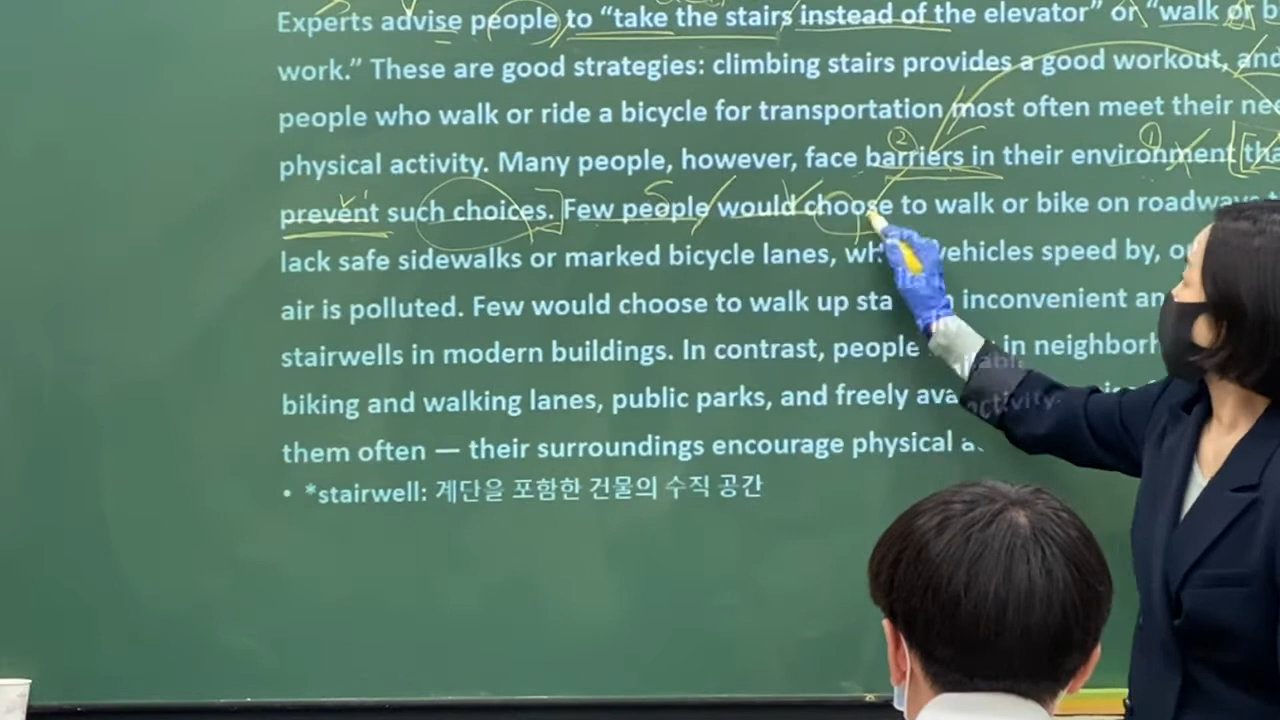 Experts advise people to “take the stairs instead of the elevator” or “walk or b
work.” These are good strategies: climbing stairs provides a good workout, and
people who walk or ride a bicycle for transportation most often meet their
physical activity. Many people, however, face barriers in their environment
prevent such choices. Few people would choose to walk or bike on
lack safe sidewalks or marked bicycle lanes, vehicles speed by,
air is polluted. Few would choose to walk up inconvenient
stairwells in modern buildings. In contrast, people in
biking and walking lanes, public parks, and freely
them often — their surroundings encourage physical
• *stairwell: 계단을 포함한 건물의 수직 공간